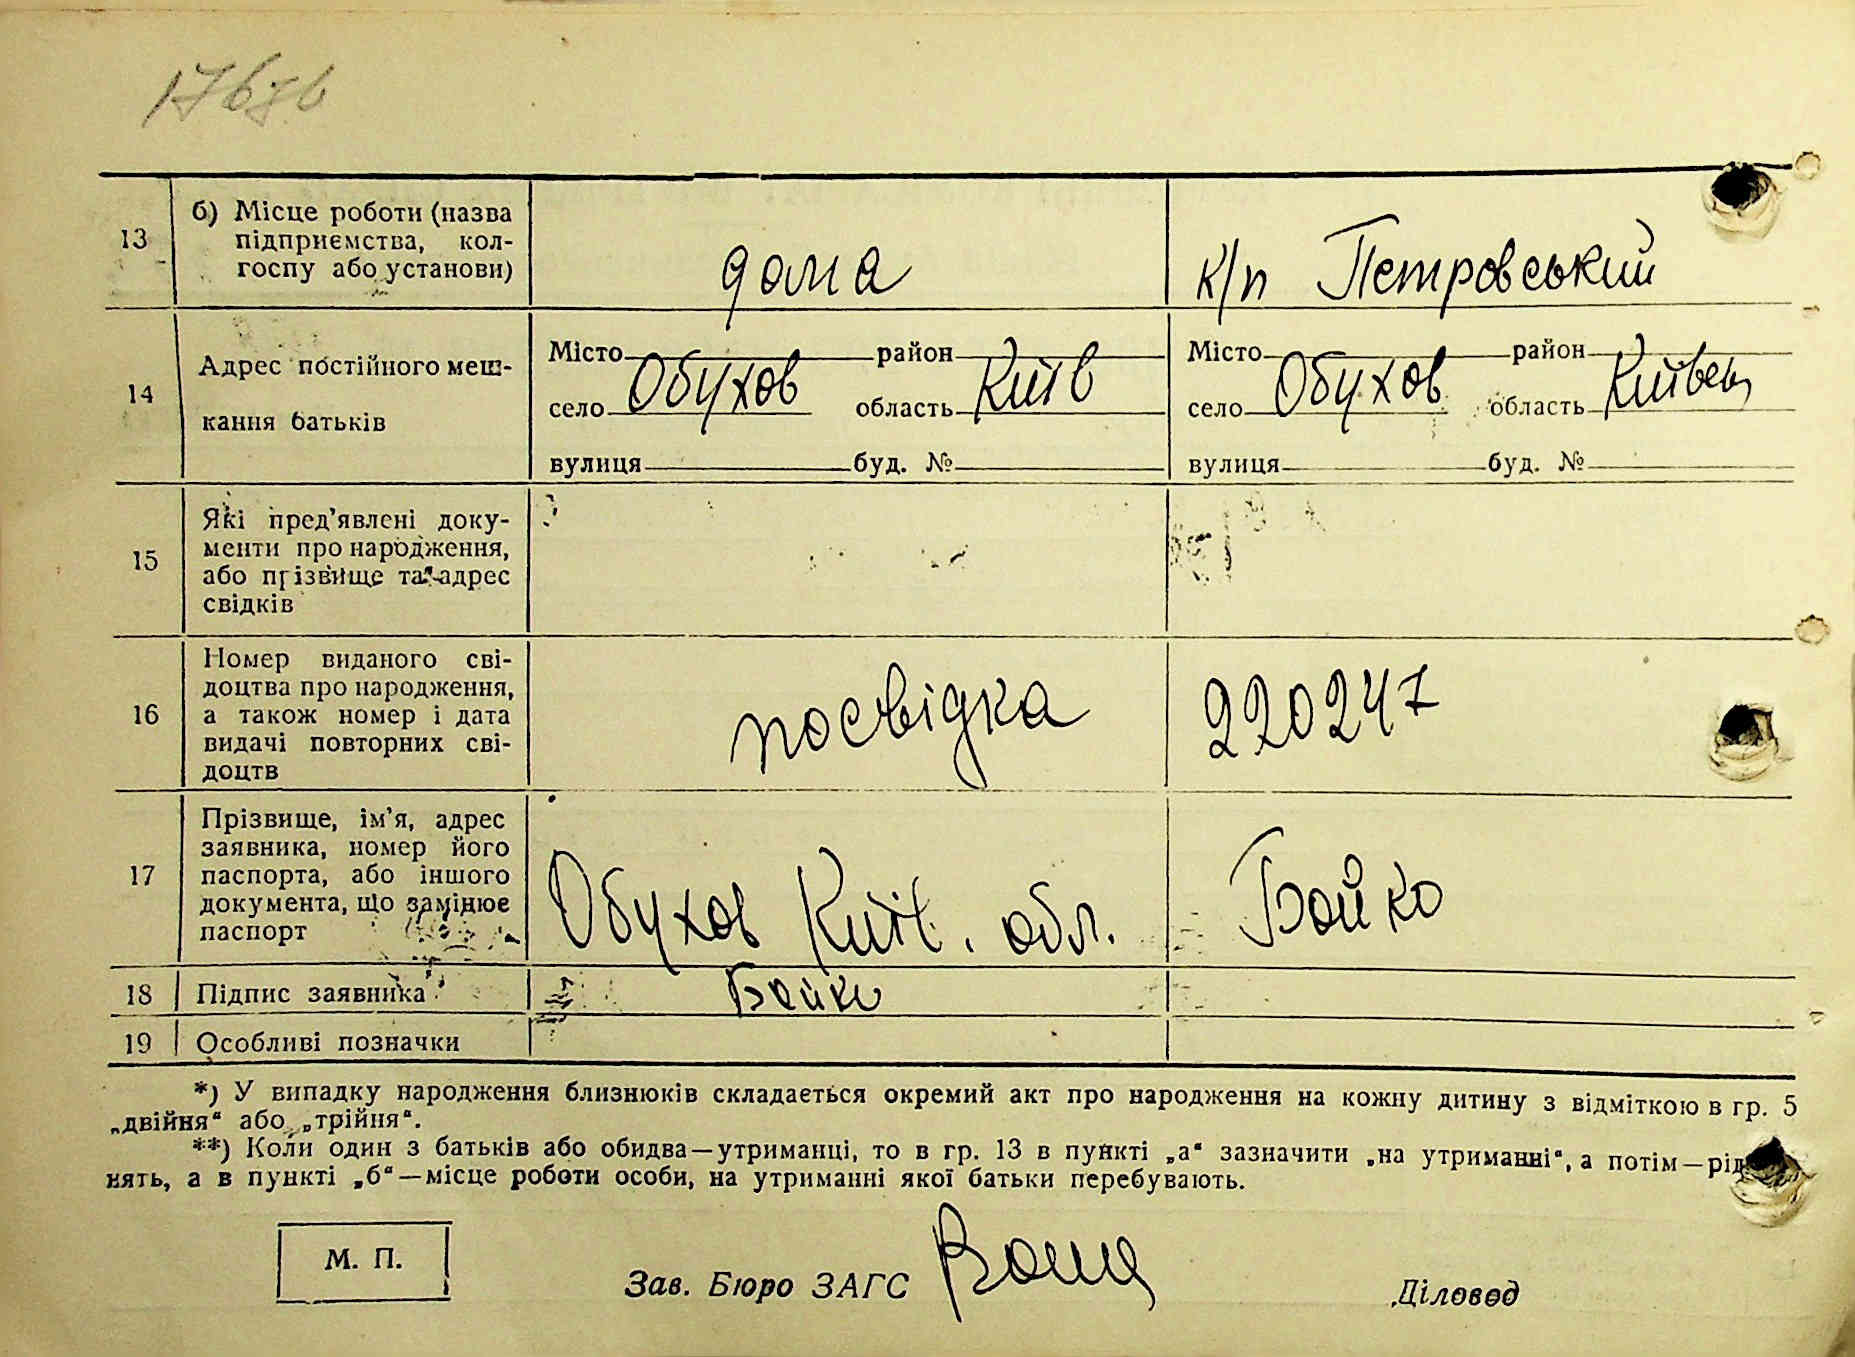 13 б) Місце роботи (назва
підприємства, кол-
госпу або установи)
дома
к/п Петровський
14 Адрес постійного меш-
кання батьків
Місто район
Обухов Київ
село область
вулиця буд. №
Місто район
Обухов
село область
вулиця буд. №
15 Які пред'явлені доку-
менти про народження,
або прізвище та адрес
свідків
16 Номер виданого сві-
доцтва про народження,
а також номер і дата
видачі повторних сві-
доцтв
посвідка
220247
17 Прізвище, ім'я, адрес
заявника, номер його
паспорта, або іншого
документа, що замінює
паспорт
Обухов Київ. обл.
Бойко
18 Підпис заявника Бойко
19 Особливі позначки
*) У випадку народження близнюків складається окремий акт про народження на кожну дитину з відміткою в гр. 5
„двійня“ або „трійня“.
**) Коли один з батьків або обидва—утриманці, то в гр. 13 в пункті „а“ зазначити „на утриманні“, а потім—рід
нять, а в пункті „б“—місце роботи особи, на утриманні якої батьки перебувають.
М. П.
Зав. Бюро ЗАГС
Діловод